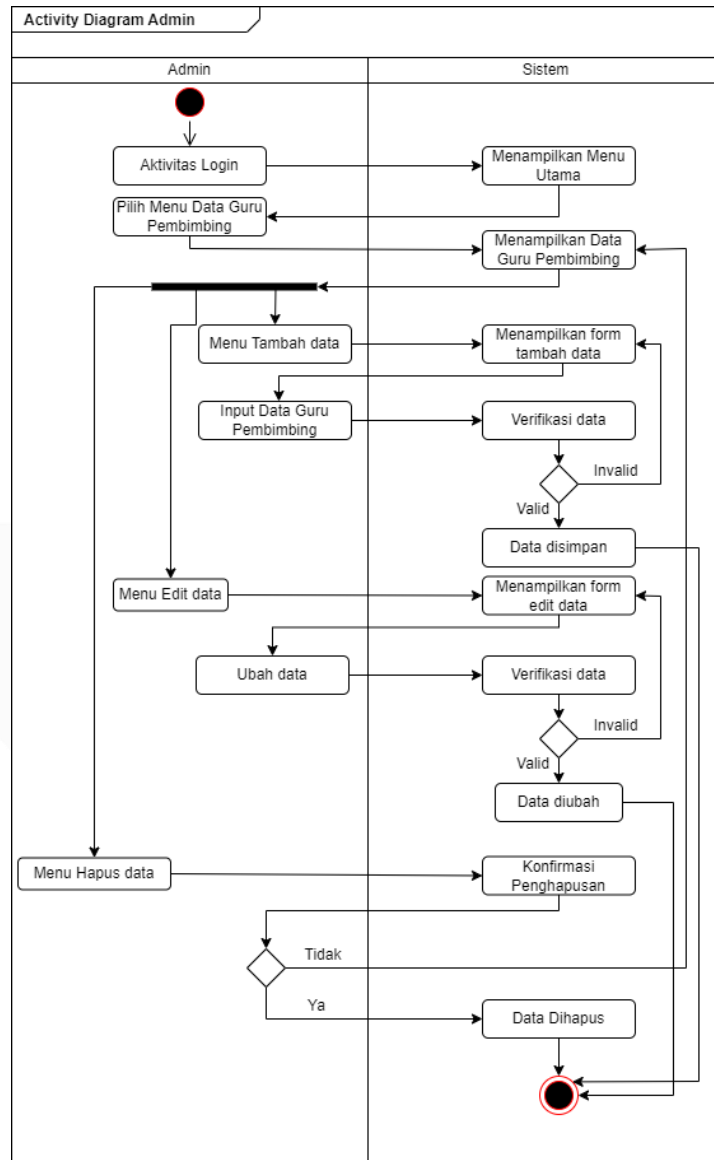 Activity Diagram Admin
Admin
Sistem
Aktivitas Login
Menampilkan Menu
Utama
Pilih Menu Data Guru
Pembimbing
Menampilkan Data
Guru Pembimbing
Menu Tambah data
Menampilkan form
tambah data
Input Data Guru
Pembimbing
Verifikasi data
Invalid
Valid
Data disimpan
Menu Edit data
Menampilkan form
edit data
Ubah data
Verifikasi data
Invalid
Valid
Data diubah
Menu Hapus data
Konfirmasi
Penghapusan
Tidak
Ya
Data Dihapus